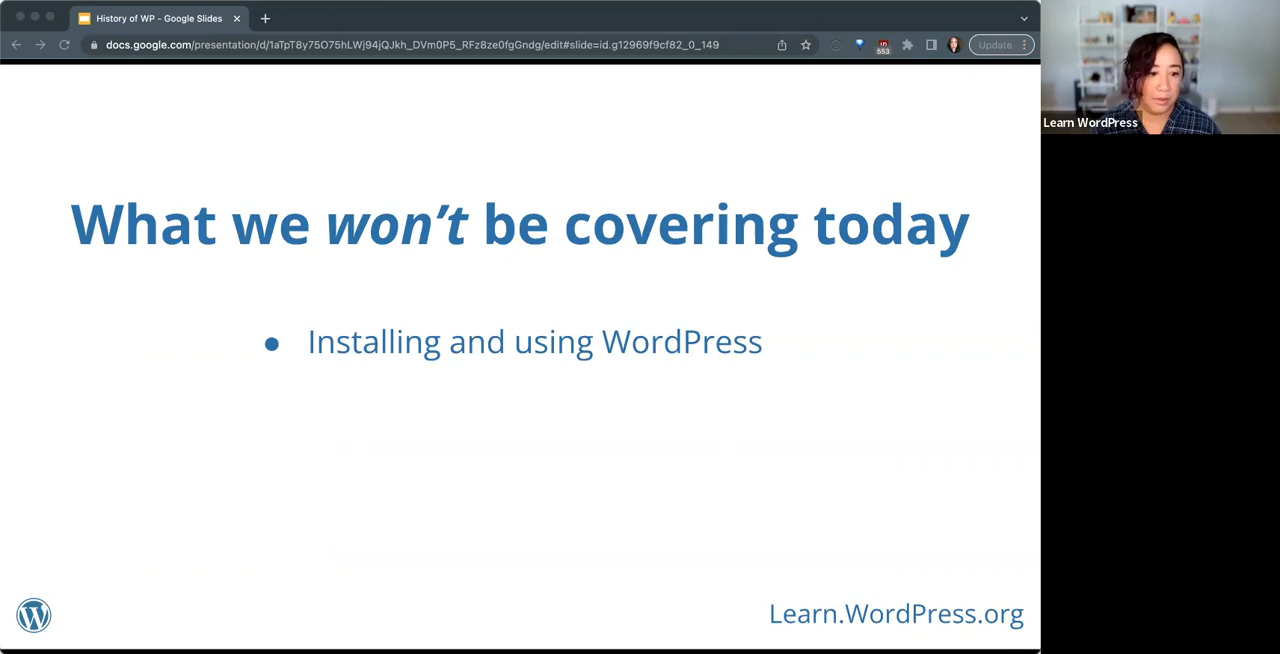 History of WP - Google Slides
docs.google.com/presentation/d/1aTpT8y75O75hLWj94jQJkh_DVm0P5_RFz8ze0fgGndg/edit#slide=id.g12969f9cf82_0_149
553
Update
Learn WordPress
What we won’t be covering today
● Installing and using WordPress
W
Learn.WordPress.org